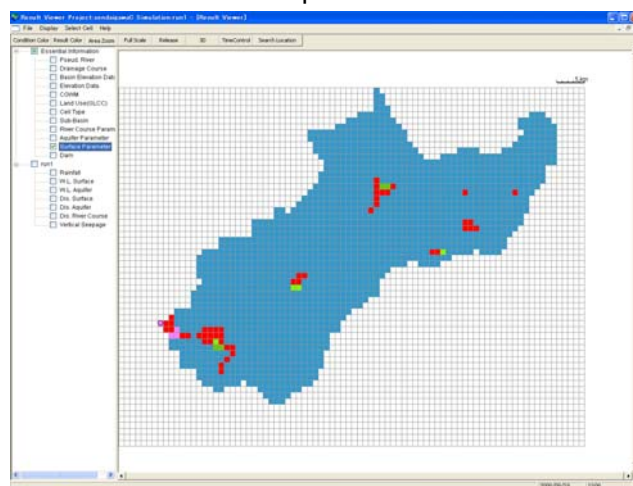 Result Viewer Project:sendaigawaC Simulation:run1 - [Result Viewer]
File Display Select Cell Help
Condition Color Result Color Area Zoom Full Scale Release 3D TimeControl Search Location
Essential Information
Pseud. River
Drainage Course
Basin Elevation Data
Elevation Data
Land Use(SLCC)
Cell Type
Sub-Basin
River Course Param
Aquifer Parameter
Surface Parameter
Dam
run1
Rainfall
W.L. Surface
W.L. Aquifer
Dis. Surface
Dis. Aquifer
Dis. River Course
Vertical Seepage